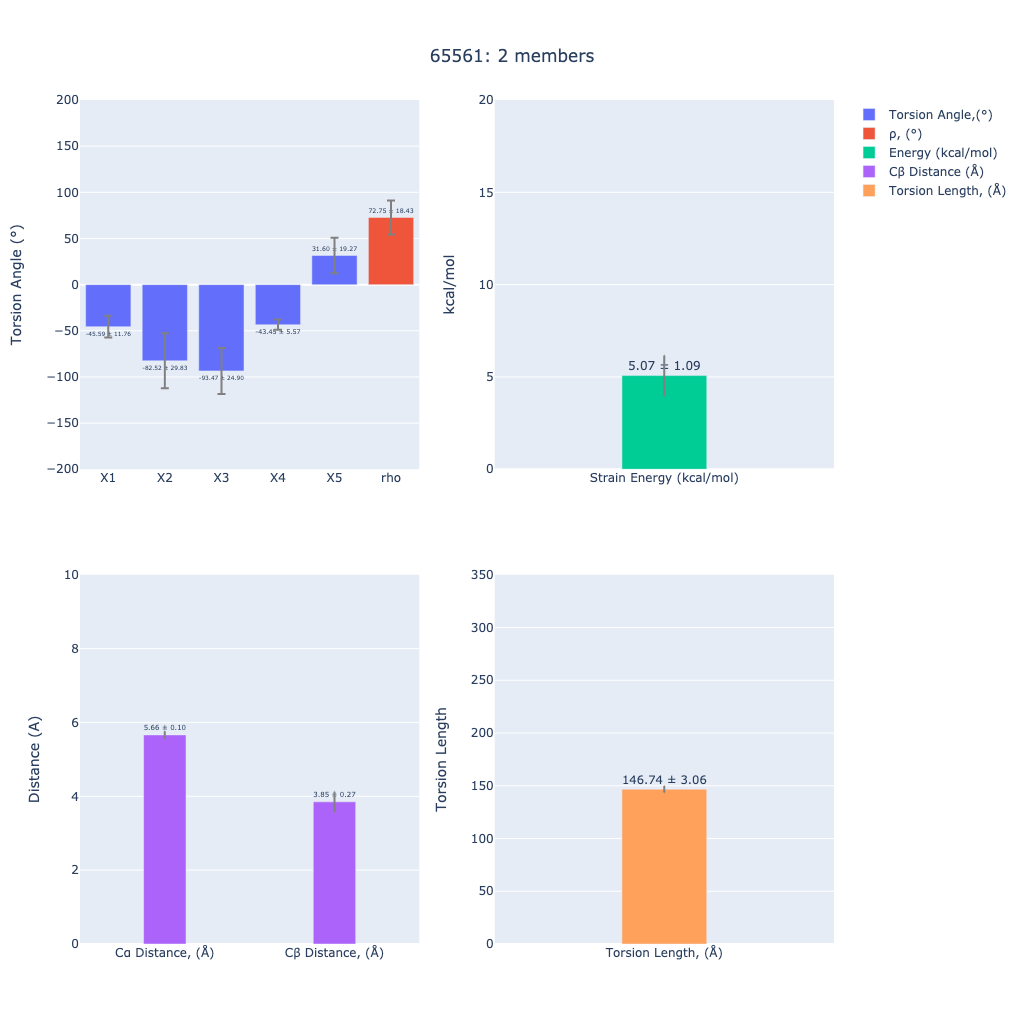 65561: 2 members
Torsion Angle (°)
200
150
100
50
0
−50
−100
−150
−200
−45.59 ± 11.76
−82.52 ± 29.83
−93.47 ± 24.90
−43.45 ± 5.57
31.60 ± 19.27
72.75 ± 18.43
X1 X2 X3 X4 X5 rho
kcal/mol
20
15
10
5
0
5.07 ± 1.09
Strain Energy (kcal/mol)
Torsion Angle,(°)
ρ, (°)
Energy (kcal/mol)
Cβ Distance (Å)
Torsion Length, (Å)
Distance (A)
10
8
6
4
2
0
5.66 ± 0.10
3.85 ± 0.27
Cα Distance, (Å) Cβ Distance, (Å)
Torsion Length
350
300
250
200
150
100
50
0
146.74 ± 3.06
Torsion Length, (Å)